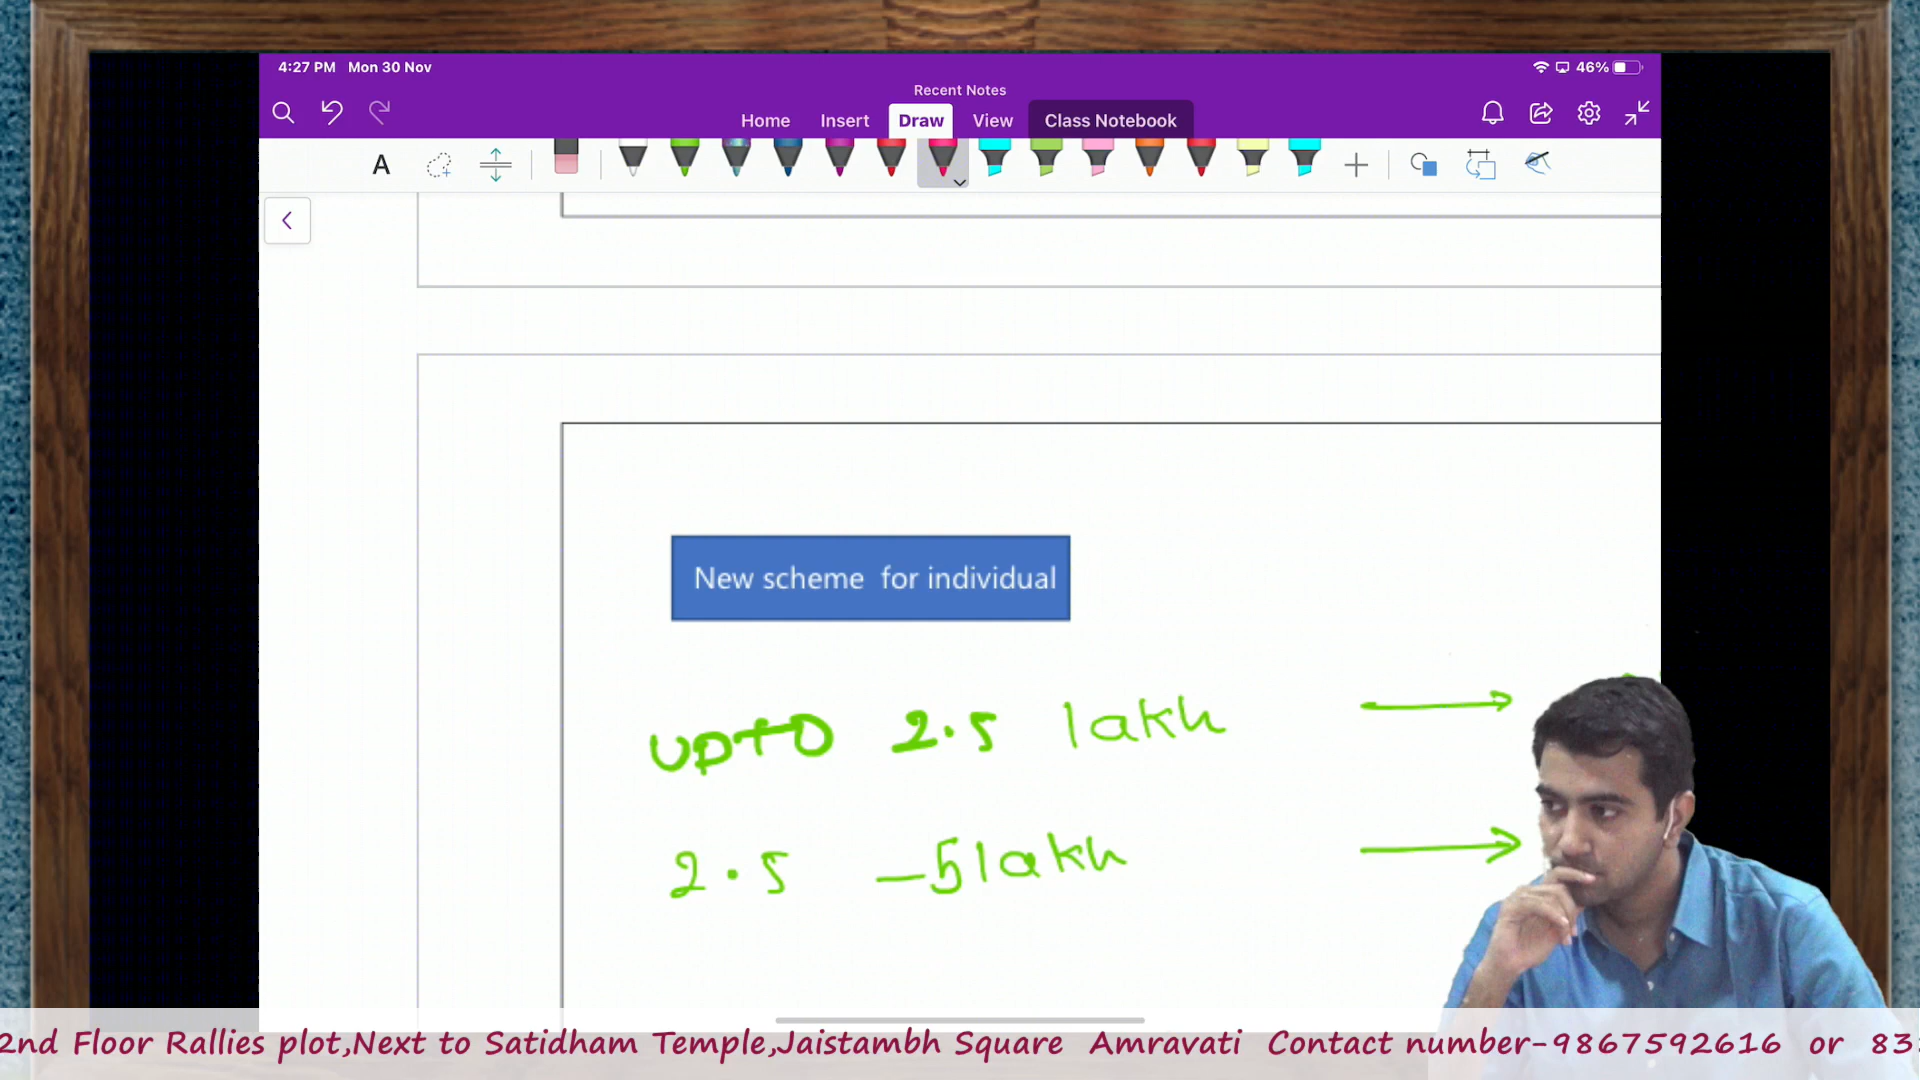 4:27 PM Mon 30 Nov
46%
Recent Notes
Home Insert Draw View Class Notebook
A
New scheme for individual
upto 2.5 lakh
2.5 -5 lakh
2nd Floor Rallies plot,Next to Satidham Temple,Jaistambh Square Amravati Contact number-9867592616 or 83